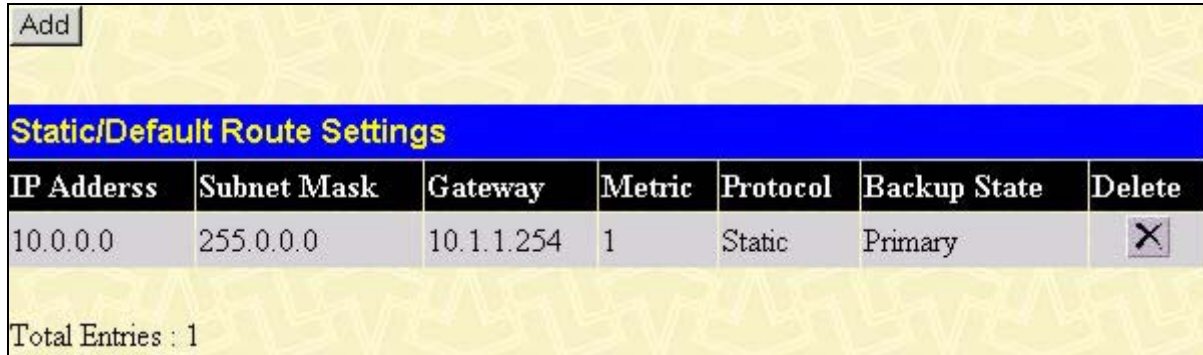 Add
Static/Default Route Settings
IP Adderss Subnet Mask Gateway Metric Protocol Backup State Delete
10.0.0.0 255.0.0.0 10.1.1.254 1 Static Primary
Total Entries : 1